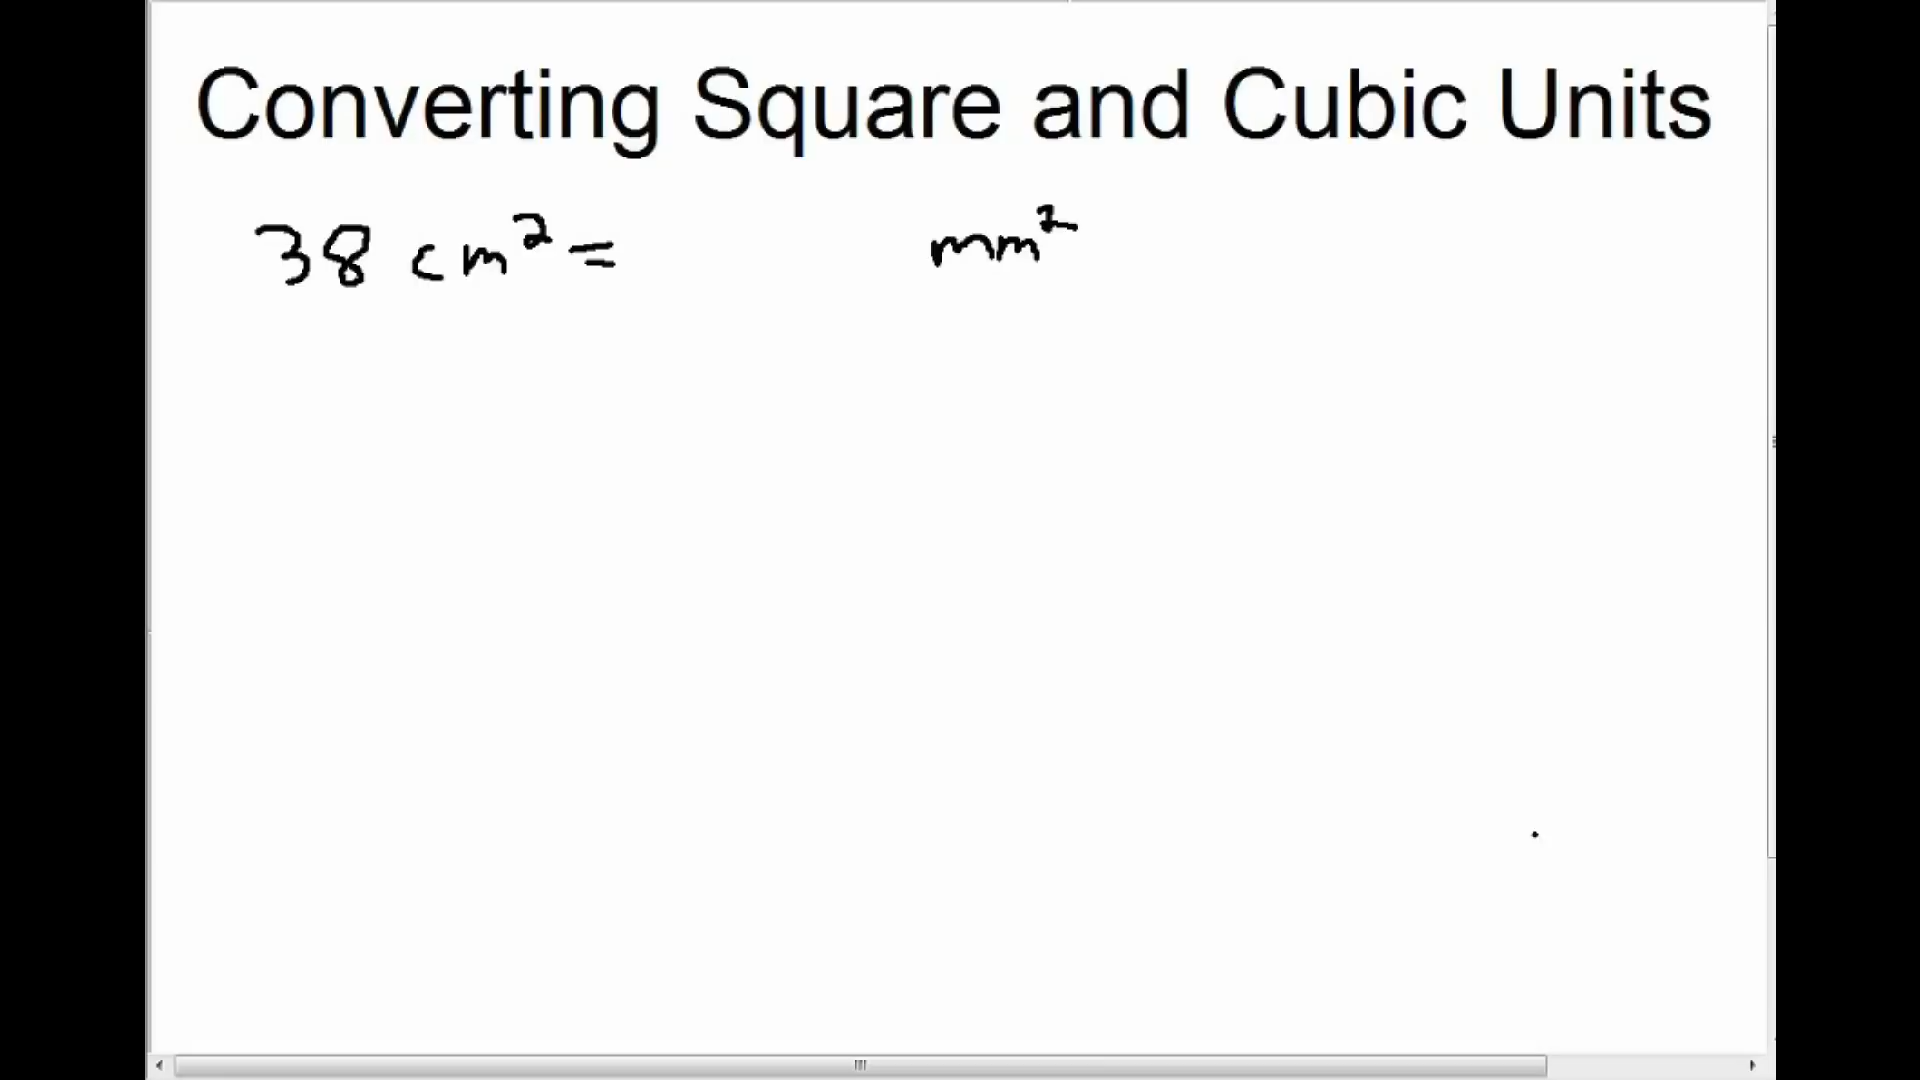 Converting Square and Cubic Units
38 cm² = mm²